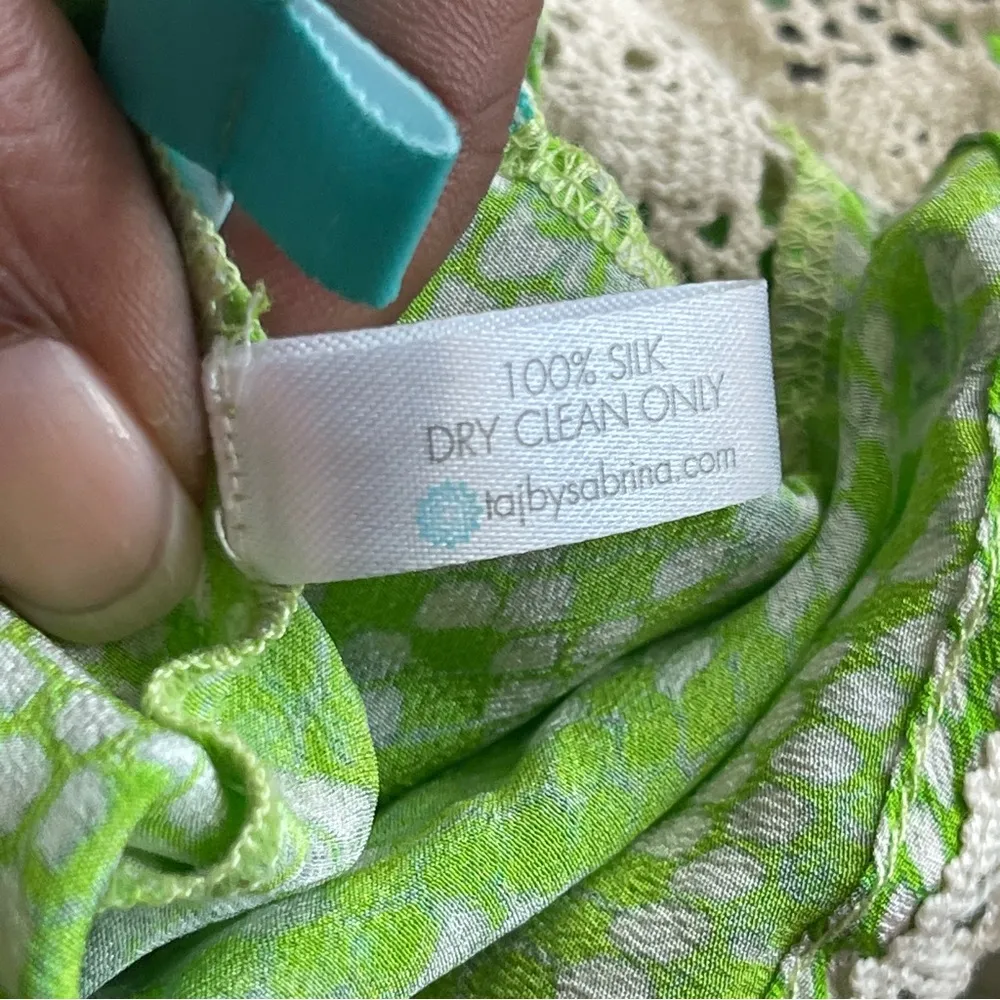 100% SILK
DRY CLEAN ONLY
tajbysabrina.com